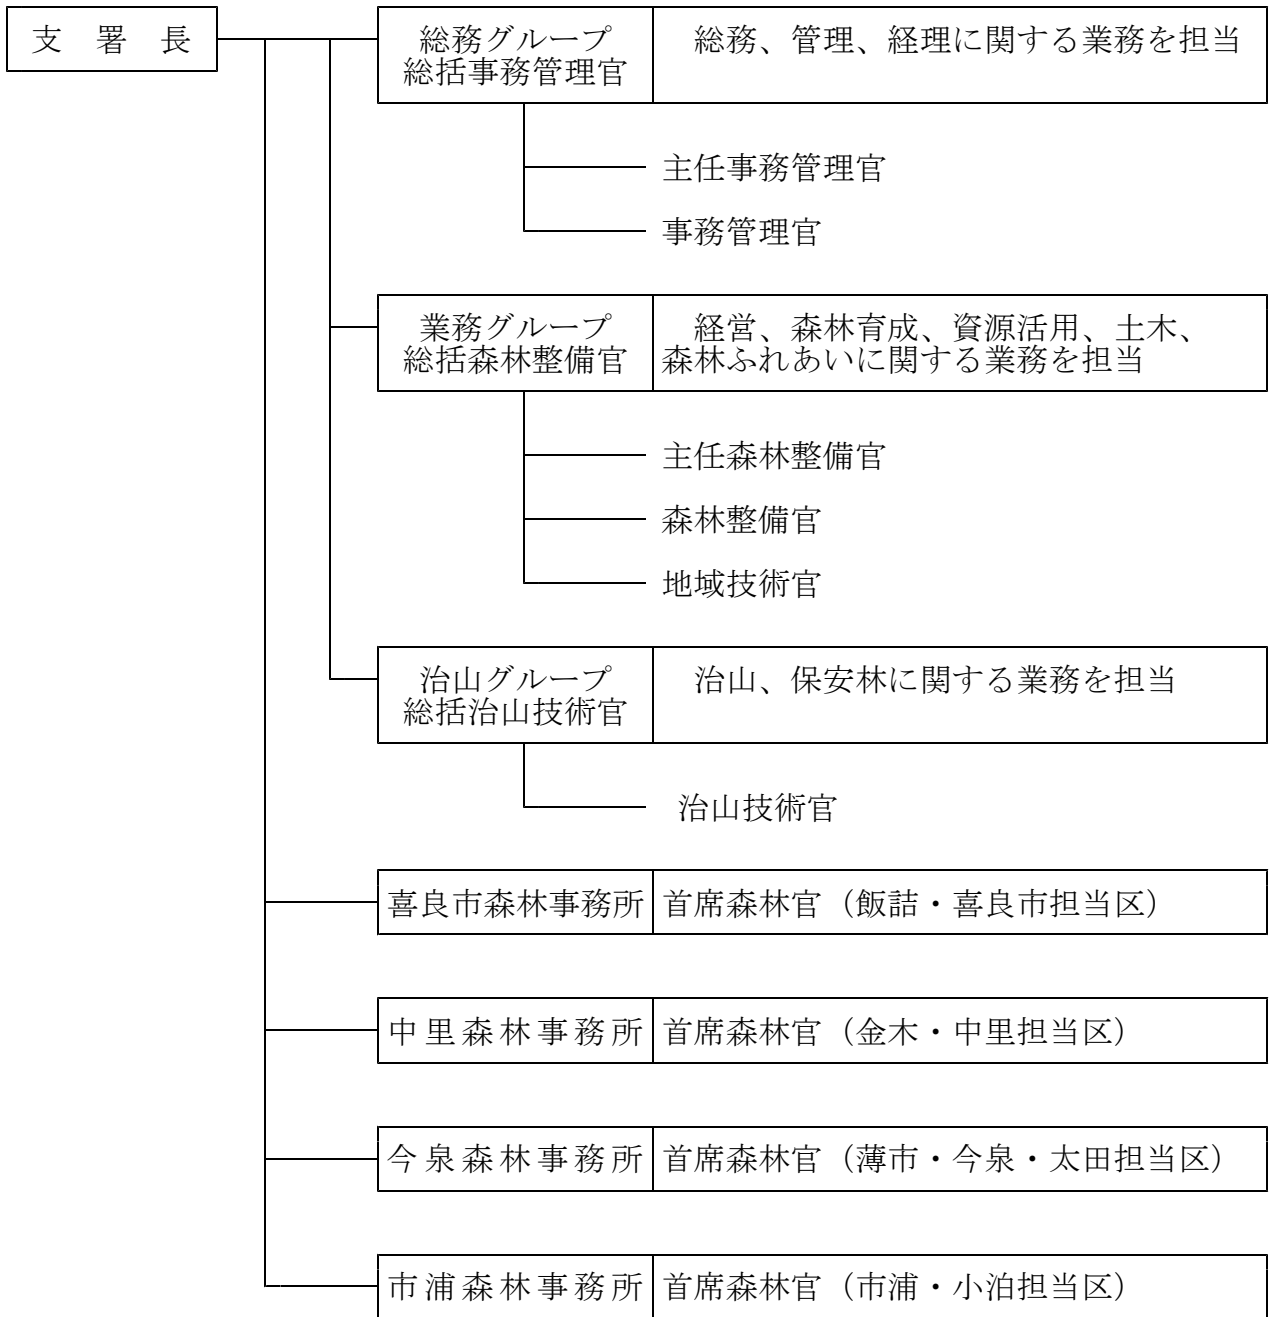 支　署　長
総務グループ
総括事務管理官
総務、管理、経理に関する業務を担当
主任事務管理官
事務管理官
業務グループ
総括森林整備官
経営、森林育成、資源活用、土木、
森林ふれあいに関する業務を担当
主任森林整備官
森林整備官
地域技術官
治山グループ
総括治山技術官
治山、保安林に関する業務を担当
治山技術官
喜良市森林事務所
首席森林官（飯詰・喜良市担当区）
中里森林事務所
首席森林官（金木・中里担当区）
今泉森林事務所
首席森林官（薄市・今泉・太田担当区）
市浦森林事務所
首席森林官（市浦・小泊担当区）